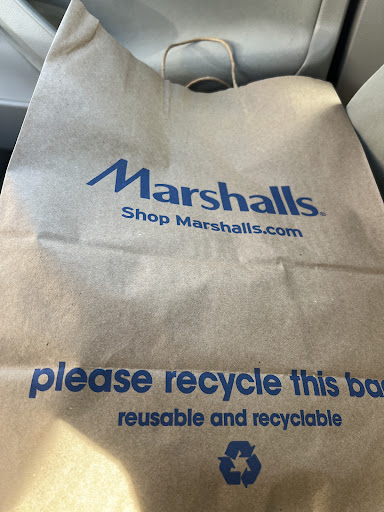 Marshalls®
Shop Marshalls.com
please recycle this ba
reusable and recyclable